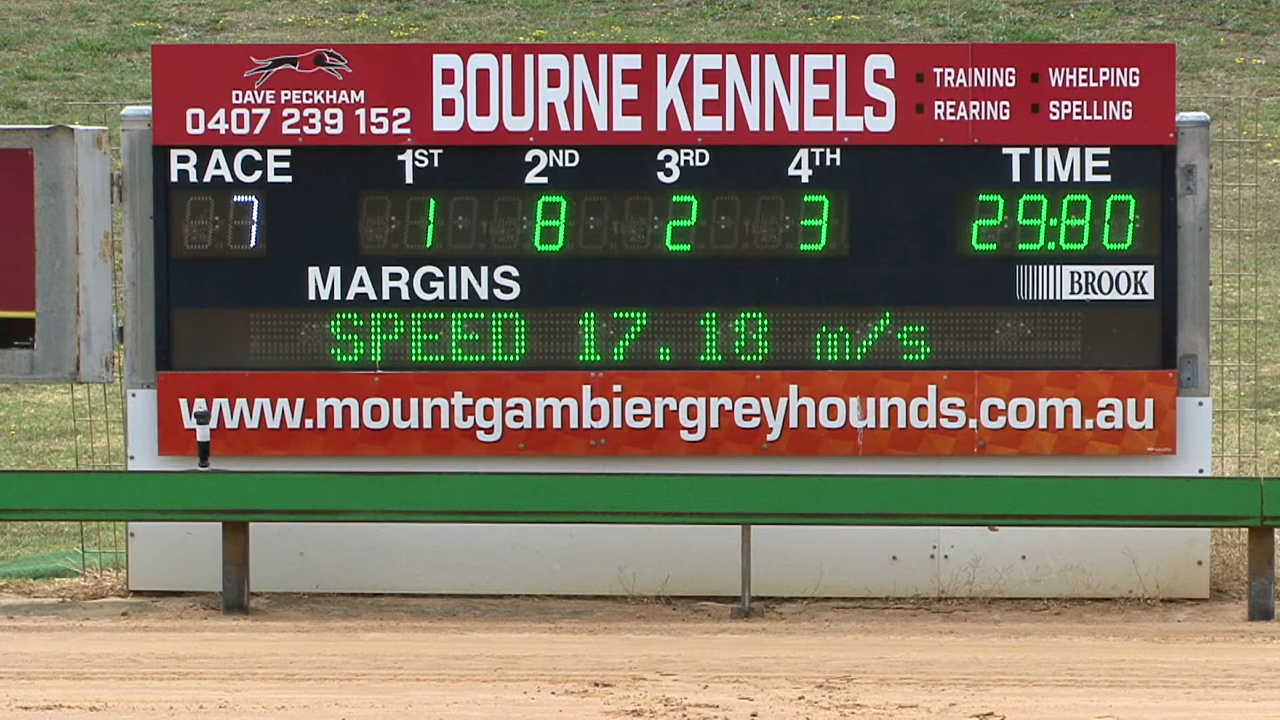 DAVE PECKHAM
0407 239 152
BOURNE KENNELS
▪ TRAINING ▪ WHELPING
▪ REARING ▪ SPELLING
RACE 1ST 2ND 3RD 4TH TIME
7 1 8 2 3 29:80
MARGINS
BROOK
SPEED 17.18 m/s
www.mountgambiergreyhounds.com.au